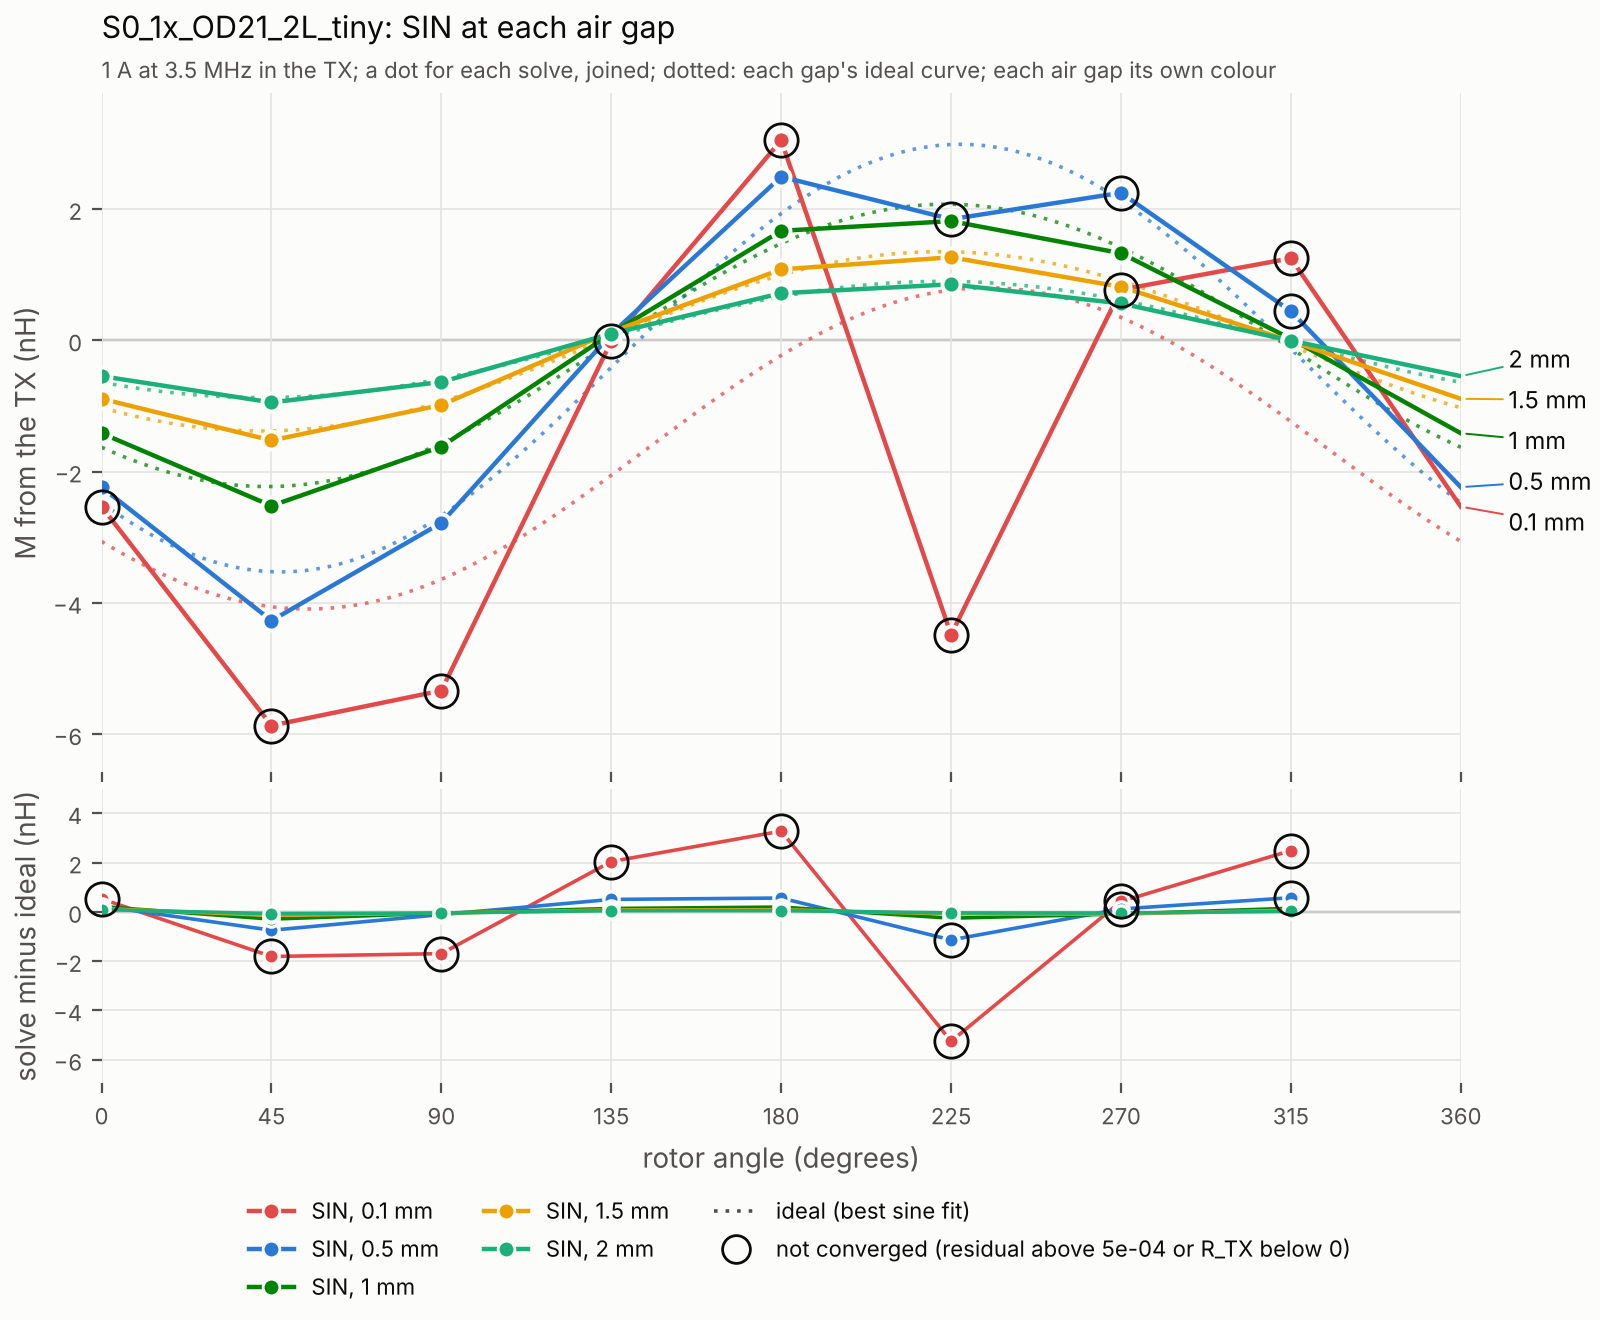 S0_1x_OD21_2L_tiny: SIN at each air gap
1 A at 3.5 MHz in the TX; a dot for each solve, joined; dotted: each gap's ideal curve; each air gap its own colour
M from the TX (nH)
2
0
−2
−4
−6
2 mm
1.5 mm
1 mm
0.5 mm
0.1 mm
solve minus ideal (nH)
4
2
0
−2
−4
−6
0 45 90 135 180 225 270 315 360
rotor angle (degrees)
SIN, 0.1 mm
SIN, 0.5 mm
SIN, 1 mm
SIN, 1.5 mm
SIN, 2 mm
ideal (best sine fit)
not converged (residual above 5e-04 or R_TX below 0)